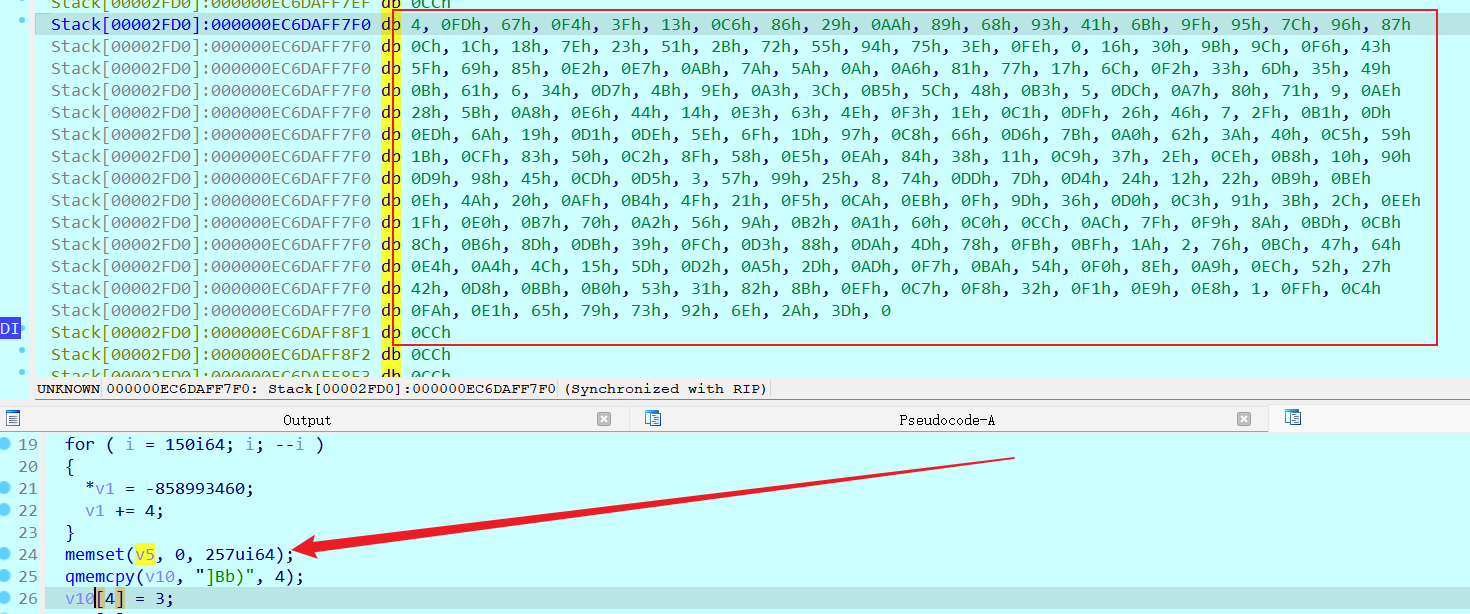 Stack[00002FD0]:000000EC6DAFF7EF db 0CCh
Stack[00002FD0]:000000EC6DAFF7F0 db 4, 0FDh, 67h, 0F4h, 3Fh, 13h, 0C6h, 86h, 29h, 0AAh, 89h, 68h, 93h, 41h, 6Bh, 9Fh, 95h, 7Ch, 96h, 87h
Stack[00002FD0]:000000EC6DAFF7F0 db 0Ch, 1Ch, 18h, 7Eh, 23h, 51h, 2Bh, 72h, 55h, 94h, 75h, 3Eh, 0FEh, 0, 16h, 30h, 9Bh, 9Ch, 0F6h, 43h
Stack[00002FD0]:000000EC6DAFF7F0 db 5Fh, 69h, 85h, 0E2h, 0E7h, 0ABh, 7Ah, 5Ah, 0Ah, 0A6h, 81h, 77h, 17h, 6Ch, 0F2h, 33h, 6Dh, 35h, 49h
Stack[00002FD0]:000000EC6DAFF7F0 db 0Bh, 61h, 6, 34h, 0D7h, 4Bh, 9Eh, 0A3h, 3Ch, 0B5h, 5Ch, 48h, 0B3h, 5, 0DCh, 0A7h, 80h, 71h, 9, 0AEh
Stack[00002FD0]:000000EC6DAFF7F0 db 28h, 5Bh, 0A8h, 0E6h, 44h, 14h, 0E3h, 63h, 4Eh, 0F3h, 1Eh, 0C1h, 0DFh, 26h, 46h, 7, 2Fh, 0B1h, 0Dh
Stack[00002FD0]:000000EC6DAFF7F0 db 0EDh, 6Ah, 19h, 0D1h, 0DEh, 5Eh, 6Fh, 1Dh, 97h, 0C8h, 66h, 0D6h, 7Bh, 0A0h, 62h, 3Ah, 40h, 0C5h, 59h
Stack[00002FD0]:000000EC6DAFF7F0 db 1Bh, 0CFh, 83h, 50h, 0C2h, 8Fh, 58h, 0E5h, 0EAh, 84h, 38h, 11h, 0C9h, 37h, 2Eh, 0CEh, 0B8h, 10h, 90h
Stack[00002FD0]:000000EC6DAFF7F0 db 0D9h, 98h, 45h, 0CDh, 0D5h, 3, 57h, 99h, 25h, 8, 74h, 0DDh, 7Dh, 0D4h, 24h, 12h, 22h, 0B9h, 0BEh
Stack[00002FD0]:000000EC6DAFF7F0 db 0Eh, 4Ah, 20h, 0AFh, 0B4h, 4Fh, 21h, 0F5h, 0CAh, 0EBh, 0Fh, 9Dh, 36h, 0D0h, 0C3h, 91h, 3Bh, 2Ch, 0EEh
Stack[00002FD0]:000000EC6DAFF7F0 db 1Fh, 0E0h, 0B7h, 70h, 0A2h, 56h, 9Ah, 0B2h, 0A1h, 60h, 0C0h, 0CCh, 0ACh, 7Fh, 0F9h, 8Ah, 0BDh, 0CBh
Stack[00002FD0]:000000EC6DAFF7F0 db 8Ch, 0B6h, 8Dh, 0DBh, 39h, 0FCh, 0D3h, 88h, 0DAh, 4Dh, 78h, 0FBh, 0BFh, 1Ah, 2, 76h, 0BCh, 47h, 64h
Stack[00002FD0]:000000EC6DAFF7F0 db 0E4h, 0A4h, 4Ch, 15h, 5Dh, 0D2h, 0A5h, 2Dh, 0ADh, 0F7h, 0BAh, 54h, 0F0h, 8Eh, 0A9h, 0ECh, 52h, 27h
Stack[00002FD0]:000000EC6DAFF7F0 db 42h, 0D8h, 0BBh, 0B0h, 53h, 31h, 82h, 8Bh, 0EFh, 0C7h, 0F8h, 32h, 0F1h, 0E9h, 0E8h, 1, 0FFh, 0C4h
Stack[00002FD0]:000000EC6DAFF7F0 db 0FAh, 0E1h, 65h, 79h, 73h, 92h, 6Eh, 2Ah, 3Dh, 0
DI Stack[00002FD0]:000000EC6DAFF8F1 db 0CCh
Stack[00002FD0]:000000EC6DAFF8F2 db 0CCh
Stack[00002FD0]:000000EC6DAFF8F3 db 0CCh
UNKNOWN 000000EC6DAFF7F0: Stack[00002FD0]:000000EC6DAFF7F0 (Synchronized with RIP)
Output Pseudocode-A
19 for ( i = 150i64; i; --i )
20 {
21 *v1 = -858993460;
22 v1 += 4;
23 }
24 memset(v5, 0, 257ui64);
25 qmemcpy(v10, "]Bb)", 4);
26 v10[4] = 3;